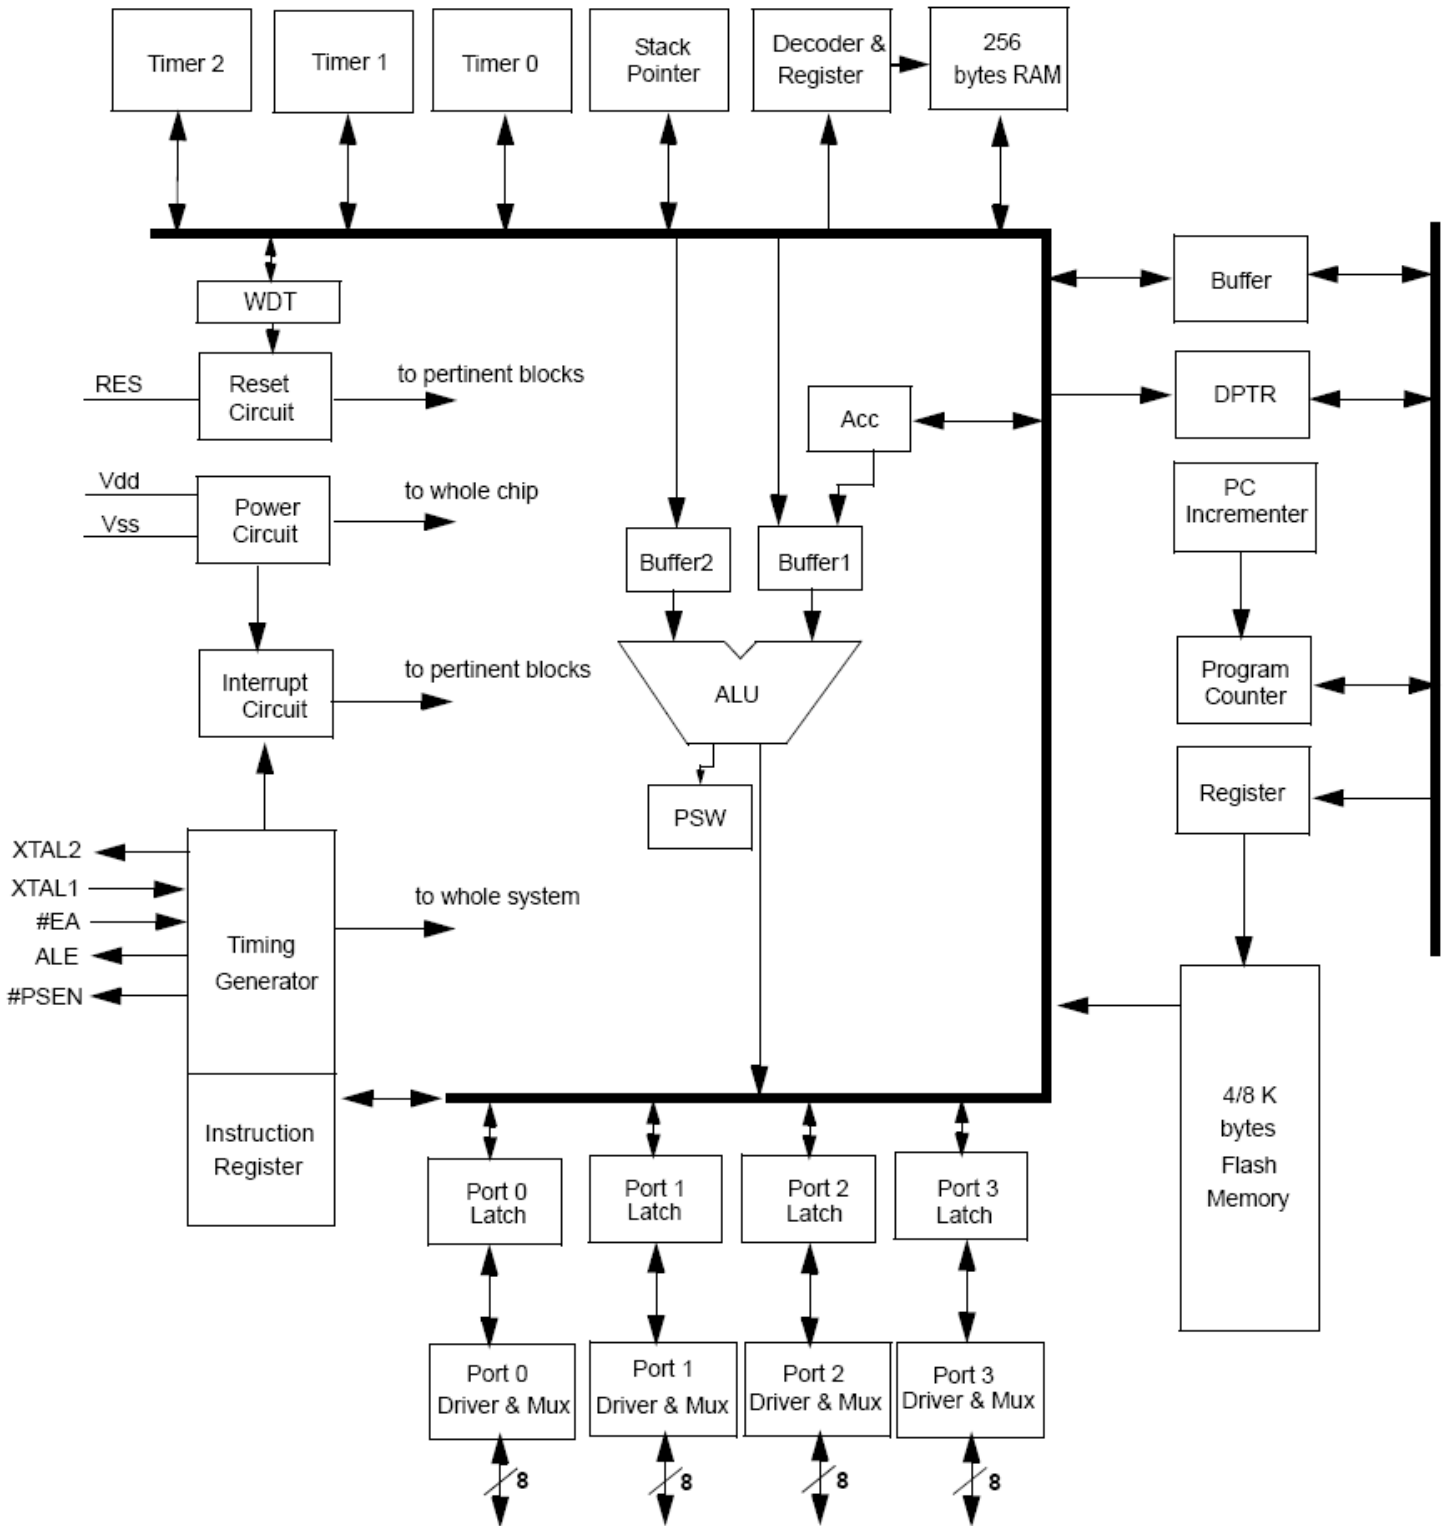 Timer 2
Timer 1
Timer 0
Stack
Pointer
Decoder &
Register
256
bytes RAM
WDT
RES
Reset
Circuit
to pertinent blocks
Vdd
Vss
Power
Circuit
to whole chip
Interrupt
Circuit
to pertinent blocks
Acc
Buffer2
Buffer1
ALU
PSW
Buffer
DPTR
PC
Incrementer
Program
Counter
Register
XTAL2
XTAL1
#EA
ALE
#PSEN
Timing
Generator
to whole system
Instruction
Register
4/8 K
bytes
Flash
Memory
Port 0
Latch
Port 1
Latch
Port 2
Latch
Port 3
Latch
Port 0
Driver & Mux
Port 1
Driver & Mux
Port 2
Driver & Mux
Port 3
Driver & Mux
8
8
8
8